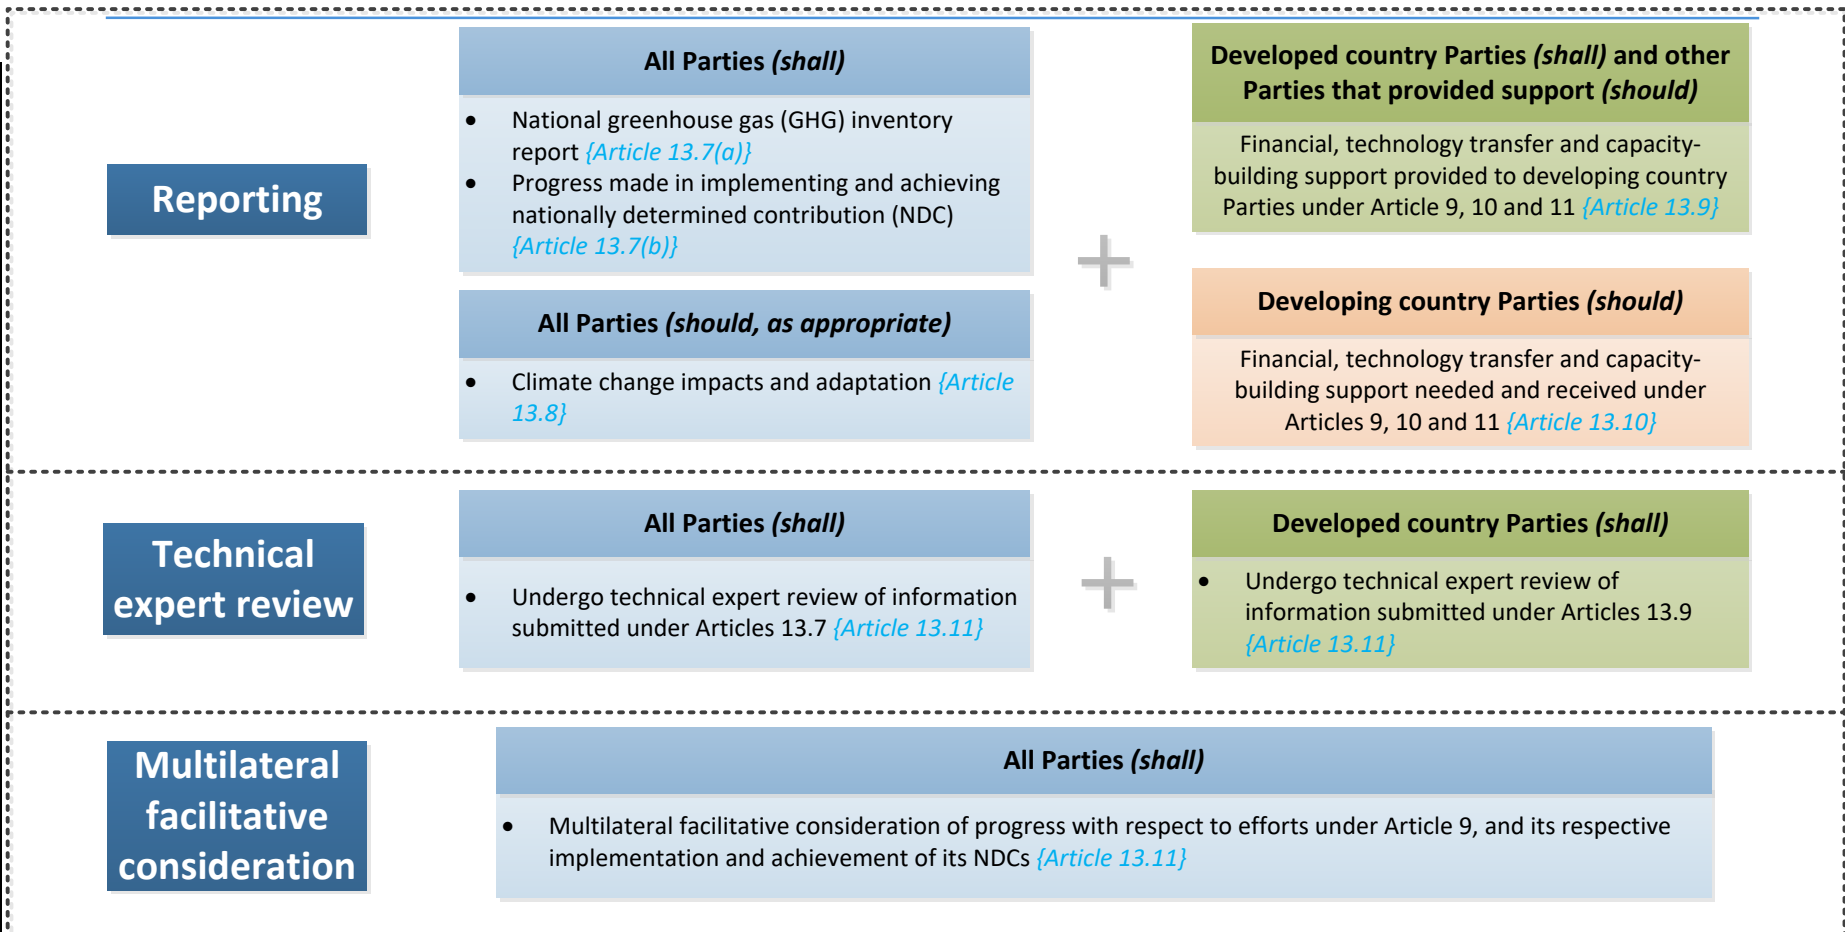 Reporting
All Parties (shall)
• National greenhouse gas (GHG) inventory
report {Article 13.7(a)}
• Progress made in implementing and achieving
nationally determined contribution (NDC)
{Article 13.7(b)}
All Parties (should, as appropriate)
• Climate change impacts and adaptation {Article
13.8}
+
Developed country Parties (shall) and other
Parties that provided support (should)
Financial, technology transfer and capacity-
building support provided to developing country
Parties under Article 9, 10 and 11 {Article 13.9}
Developing country Parties (should)
Financial, technology transfer and capacity-
building support needed and received under
Articles 9, 10 and 11 {Article 13.10}
Technical
expert review
All Parties (shall)
• Undergo technical expert review of information
submitted under Articles 13.7 {Article 13.11}
+
Developed country Parties (shall)
• Undergo technical expert review of
information submitted under Articles 13.9
{Article 13.11}
Multilateral
facilitative
consideration
All Parties (shall)
• Multilateral facilitative consideration of progress with respect to efforts under Article 9, and its respective
implementation and achievement of its NDCs {Article 13.11}